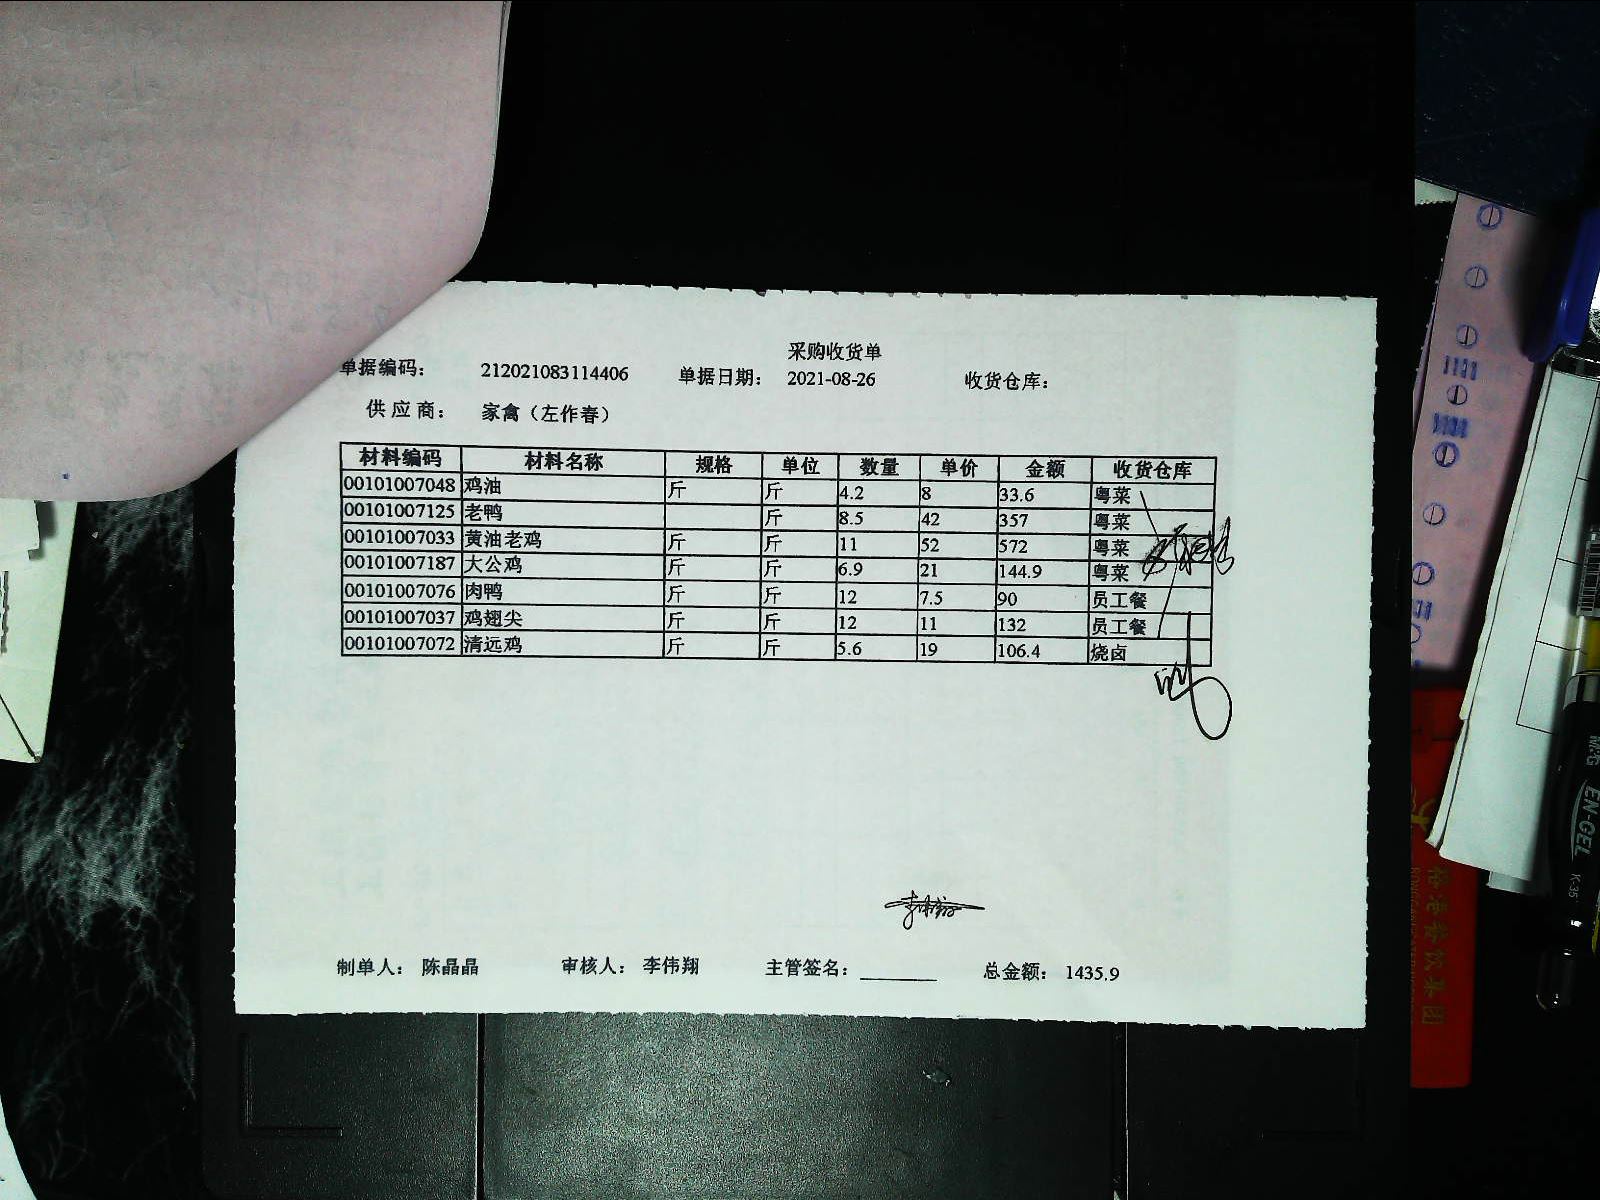 采购收货单
单据编码： 212021083114406 单据日期： 2021-08-26 收货仓库：
供 应 商： 家禽（左作春）
材料编码 材料名称 规格 单位 数量 单价 金额 收货仓库
00101007048 鸡油 斤 斤 4.2 8 33.6 粤菜
00101007125 老鸭 斤 8.5 42 357 粤菜
00101007033 黄油老鸡 斤 斤 11 52 572 粤菜
00101007187 大公鸡 斤 斤 6.9 21 144.9 粤菜
00101007076 肉鸭 斤 斤 12 7.5 90 员工餐
00101007037 鸡翅尖 斤 斤 12 11 132 员工餐
00101007072 清远鸡 斤 斤 5.6 19 106.4 烧卤
李伟翔
制单人： 陈晶晶 审核人： 李伟翔 主管签名： 总金额： 1435.9
EN-GEL
K-35
M&G